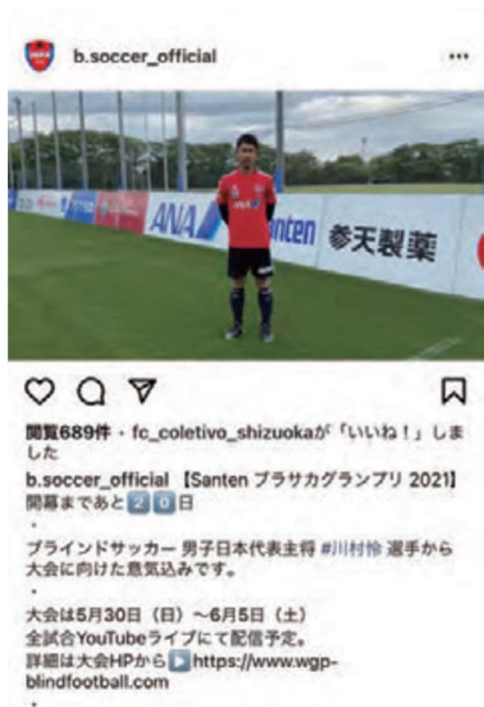 b.soccer_official
ANA
ANA
Santen
参天製薬
閲覧689件・fc_coletivo_shizuokaが「いいね！」しま
した
b.soccer_official 【Santen ブラサカグランプリ 2021】
開幕まであと20日
・
ブラインドサッカー 男子日本代表主将 #川村怜 選手から
大会に向けた意気込みです。
・
大会は5月30日（日）～6月5日（土）
全試合YouTubeライブにて配信予定。
詳細は大会HPから▶https://www.wgp-
blindfootball.com
・